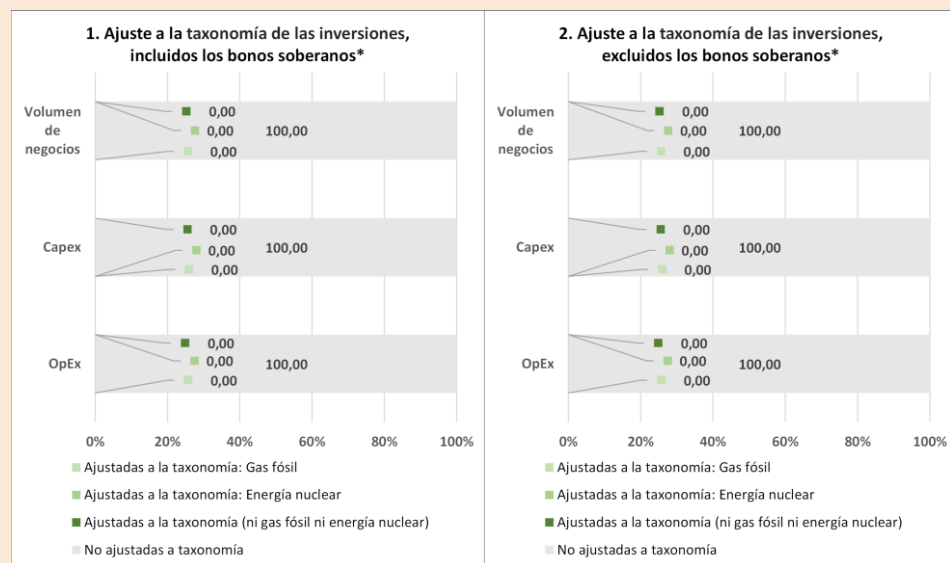 1. Ajuste a la taxonomía de las inversiones,
incluidos los bonos soberanos*
Volumen
de
negocios
0,00
0,00
100,00
0,00
Capex
0,00
0,00
100,00
0,00
OpEx
0,00
0,00
100,00
0,00
0% 20% 40% 60% 80% 100%
Ajustadas a la taxonomía: Gas fósil
Ajustadas a la taxonomía: Energía nuclear
Ajustadas a la taxonomía (ni gas fósil ni energía nuclear)
No ajustadas a taxonomía
2. Ajuste a la taxonomía de las inversiones,
excluidos los bonos soberanos*
Volumen
de
negocios
0,00
0,00
100,00
0,00
Capex
0,00
0,00
100,00
0,00
OpEx
0,00
0,00
100,00
0,00
0% 20% 40% 60% 80% 100%
Ajustadas a la taxonomía: Gas fósil
Ajustadas a la taxonomía: Energía nuclear
Ajustadas a la taxonomía (ni gas fósil ni energía nuclear)
No ajustadas a taxonomía